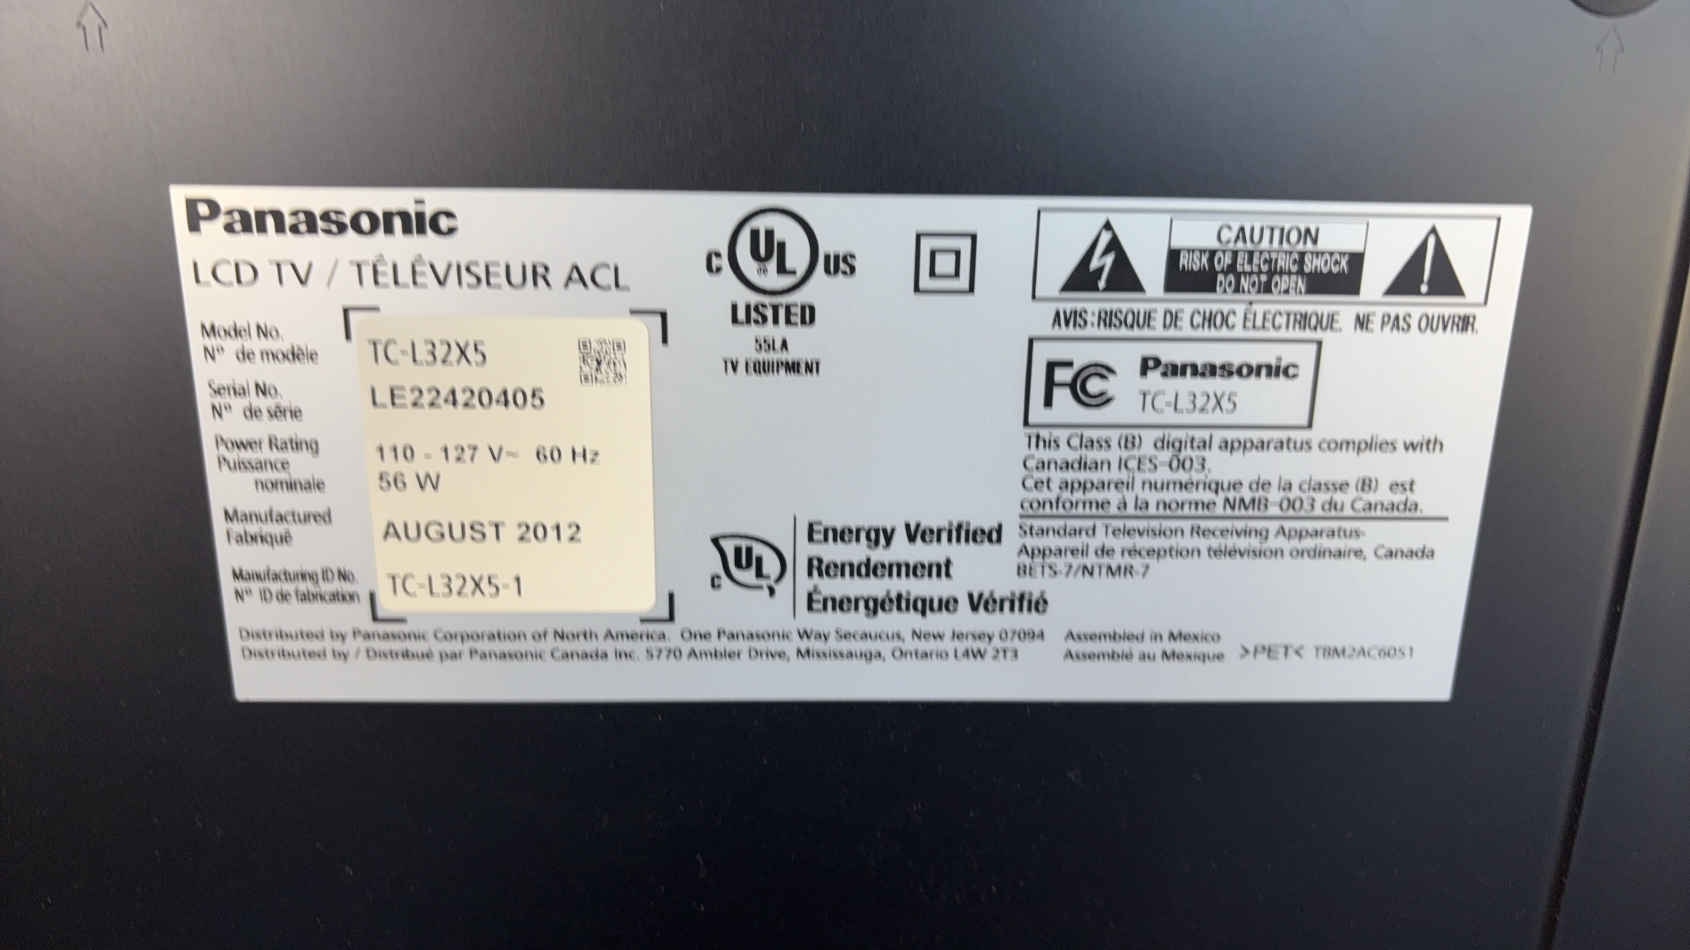 Panasonic
LCD TV / TÉLÉVISEUR ACL
Model No.
N° de modèle
TC-L32X5
Serial No.
N° de série
LE22420405
Power Rating
Puissance
nominale
110 - 127 V~ 60 Hz
56 W
Manufactured
Fabriqué
AUGUST 2012
Manufacturing ID No.
N° ID de fabrication
TC-L32X5-1
C UL US
LISTED
55LA
TV EQUIPMENT
CAUTION
RISK OF ELECTRIC SHOCK
DO NOT OPEN
AVIS:RISQUE DE CHOC ÉLECTRIQUE. NE PAS OUVRIR.
FC Panasonic
TC-L32X5
This Class (B) digital apparatus complies with
Canadian ICES-003.
Cet appareil numérique de la classe (B) est
conforme à la norme NMB-003 du Canada.
Standard Television Receiving Apparatus-
Appareil de réception télévision ordinaire, Canada
BETS-7/NTMR-7
C UL
Energy Verified
Rendement
Énergétique Vérifié
Distributed by Panasonic Corporation of North America. One Panasonic Way Secaucus, New Jersey 07094
Distributed by / Distribué par Panasonic Canada Inc. 5770 Ambler Drive, Mississauga, Ontario L4W 2T3
Assembled in Mexico
Assemblé au Mexique
>PET< TBM2AC6051